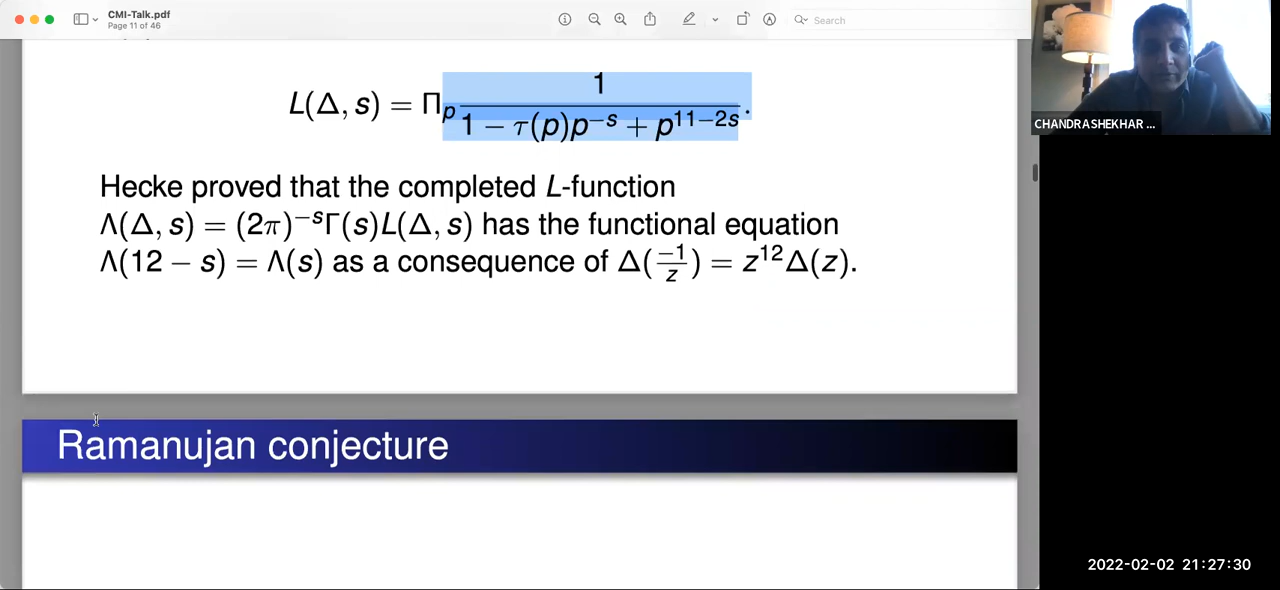 CMI-Talk.pdf
Page 11 of 46
Search
L(Δ, s) = Π_p 1 / (1 − τ(p)p^{−s} + p^{11−2s}).
Hecke proved that the completed L-function
Λ(Δ, s) = (2π)^{−s}Γ(s)L(Δ, s) has the functional equation
Λ(12 − s) = Λ(s) as a consequence of Δ(−1/z) = z^{12}Δ(z).
Ramanujan conjecture
CHANDRASHEKHAR ...
2022-02-02 21:27:30